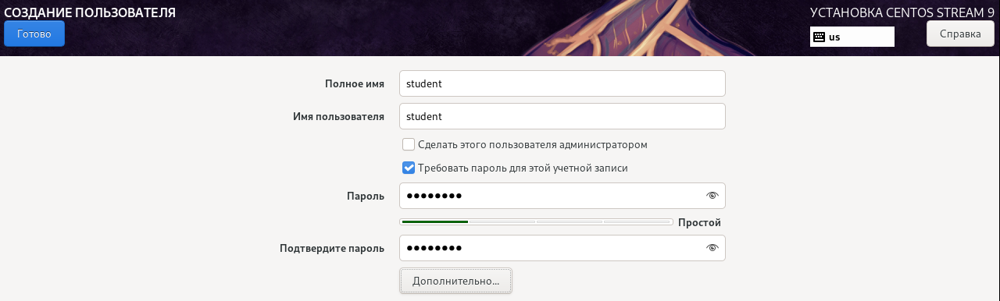 СОЗДАНИЕ ПОЛЬЗОВАТЕЛЯ
УСТАНОВКА CENTOS STREAM 9
Готово
us
Справка
Полное имя
student
Имя пользователя
student
Сделать этого пользователя администратором
Требовать пароль для этой учетной записи
Пароль
●●●●●●●●
Простой
Подтвердите пароль
●●●●●●●●
Дополнительно...